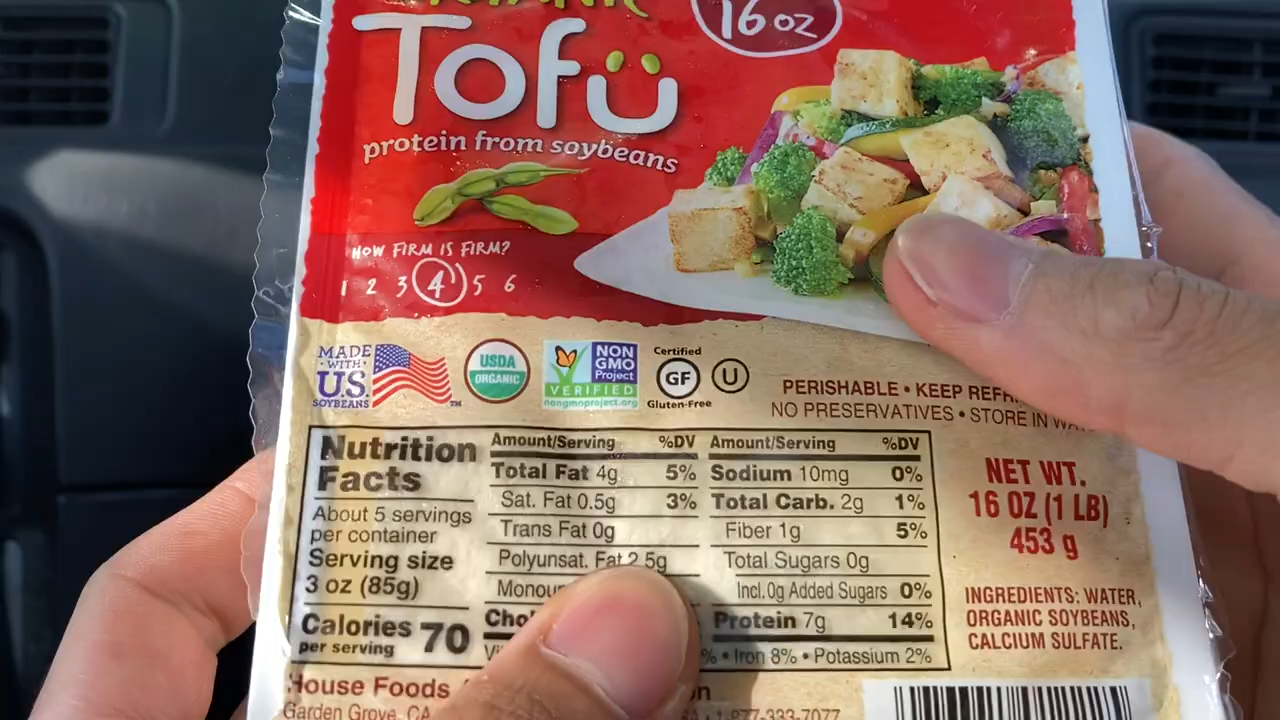 16 oz
Tofu
protein from soybeans
HOW FIRM IS FIRM?
1 2 3 4 5 6
MADE
WITH
U.S.
SOYBEANS
TM
USDA
ORGANIC
NON
GMO
Project
VERIFIED
nongmoproject.org
Certified
GF
Gluten-Free
U
PERISHABLE • KEEP
NO PRESERVATIVES • STORE IN
Nutrition
Facts
About 5 servings
per container
Serving size
3 oz (85g)
Calories 70
per serving
Amount/Serving %DV
Total Fat 4g 5%
Sat. Fat 0.5g 3%
Trans Fat 0g
Polyunsat. Fat 2.5g
Amount/Serving %DV
Sodium 10mg 0%
Total Carb. 2g 1%
Fiber 1g 5%
Total Sugars 0g
Incl. 0g Added Sugars 0%
Protein 7g 14%
% • Iron 8% • Potassium 2%
NET WT.
16 OZ (1 LB)
453 g
INGREDIENTS: WATER,
ORGANIC SOYBEANS,
CALCIUM SULFATE.
House Foods
Garden Grove, CA
1-877-333-7077